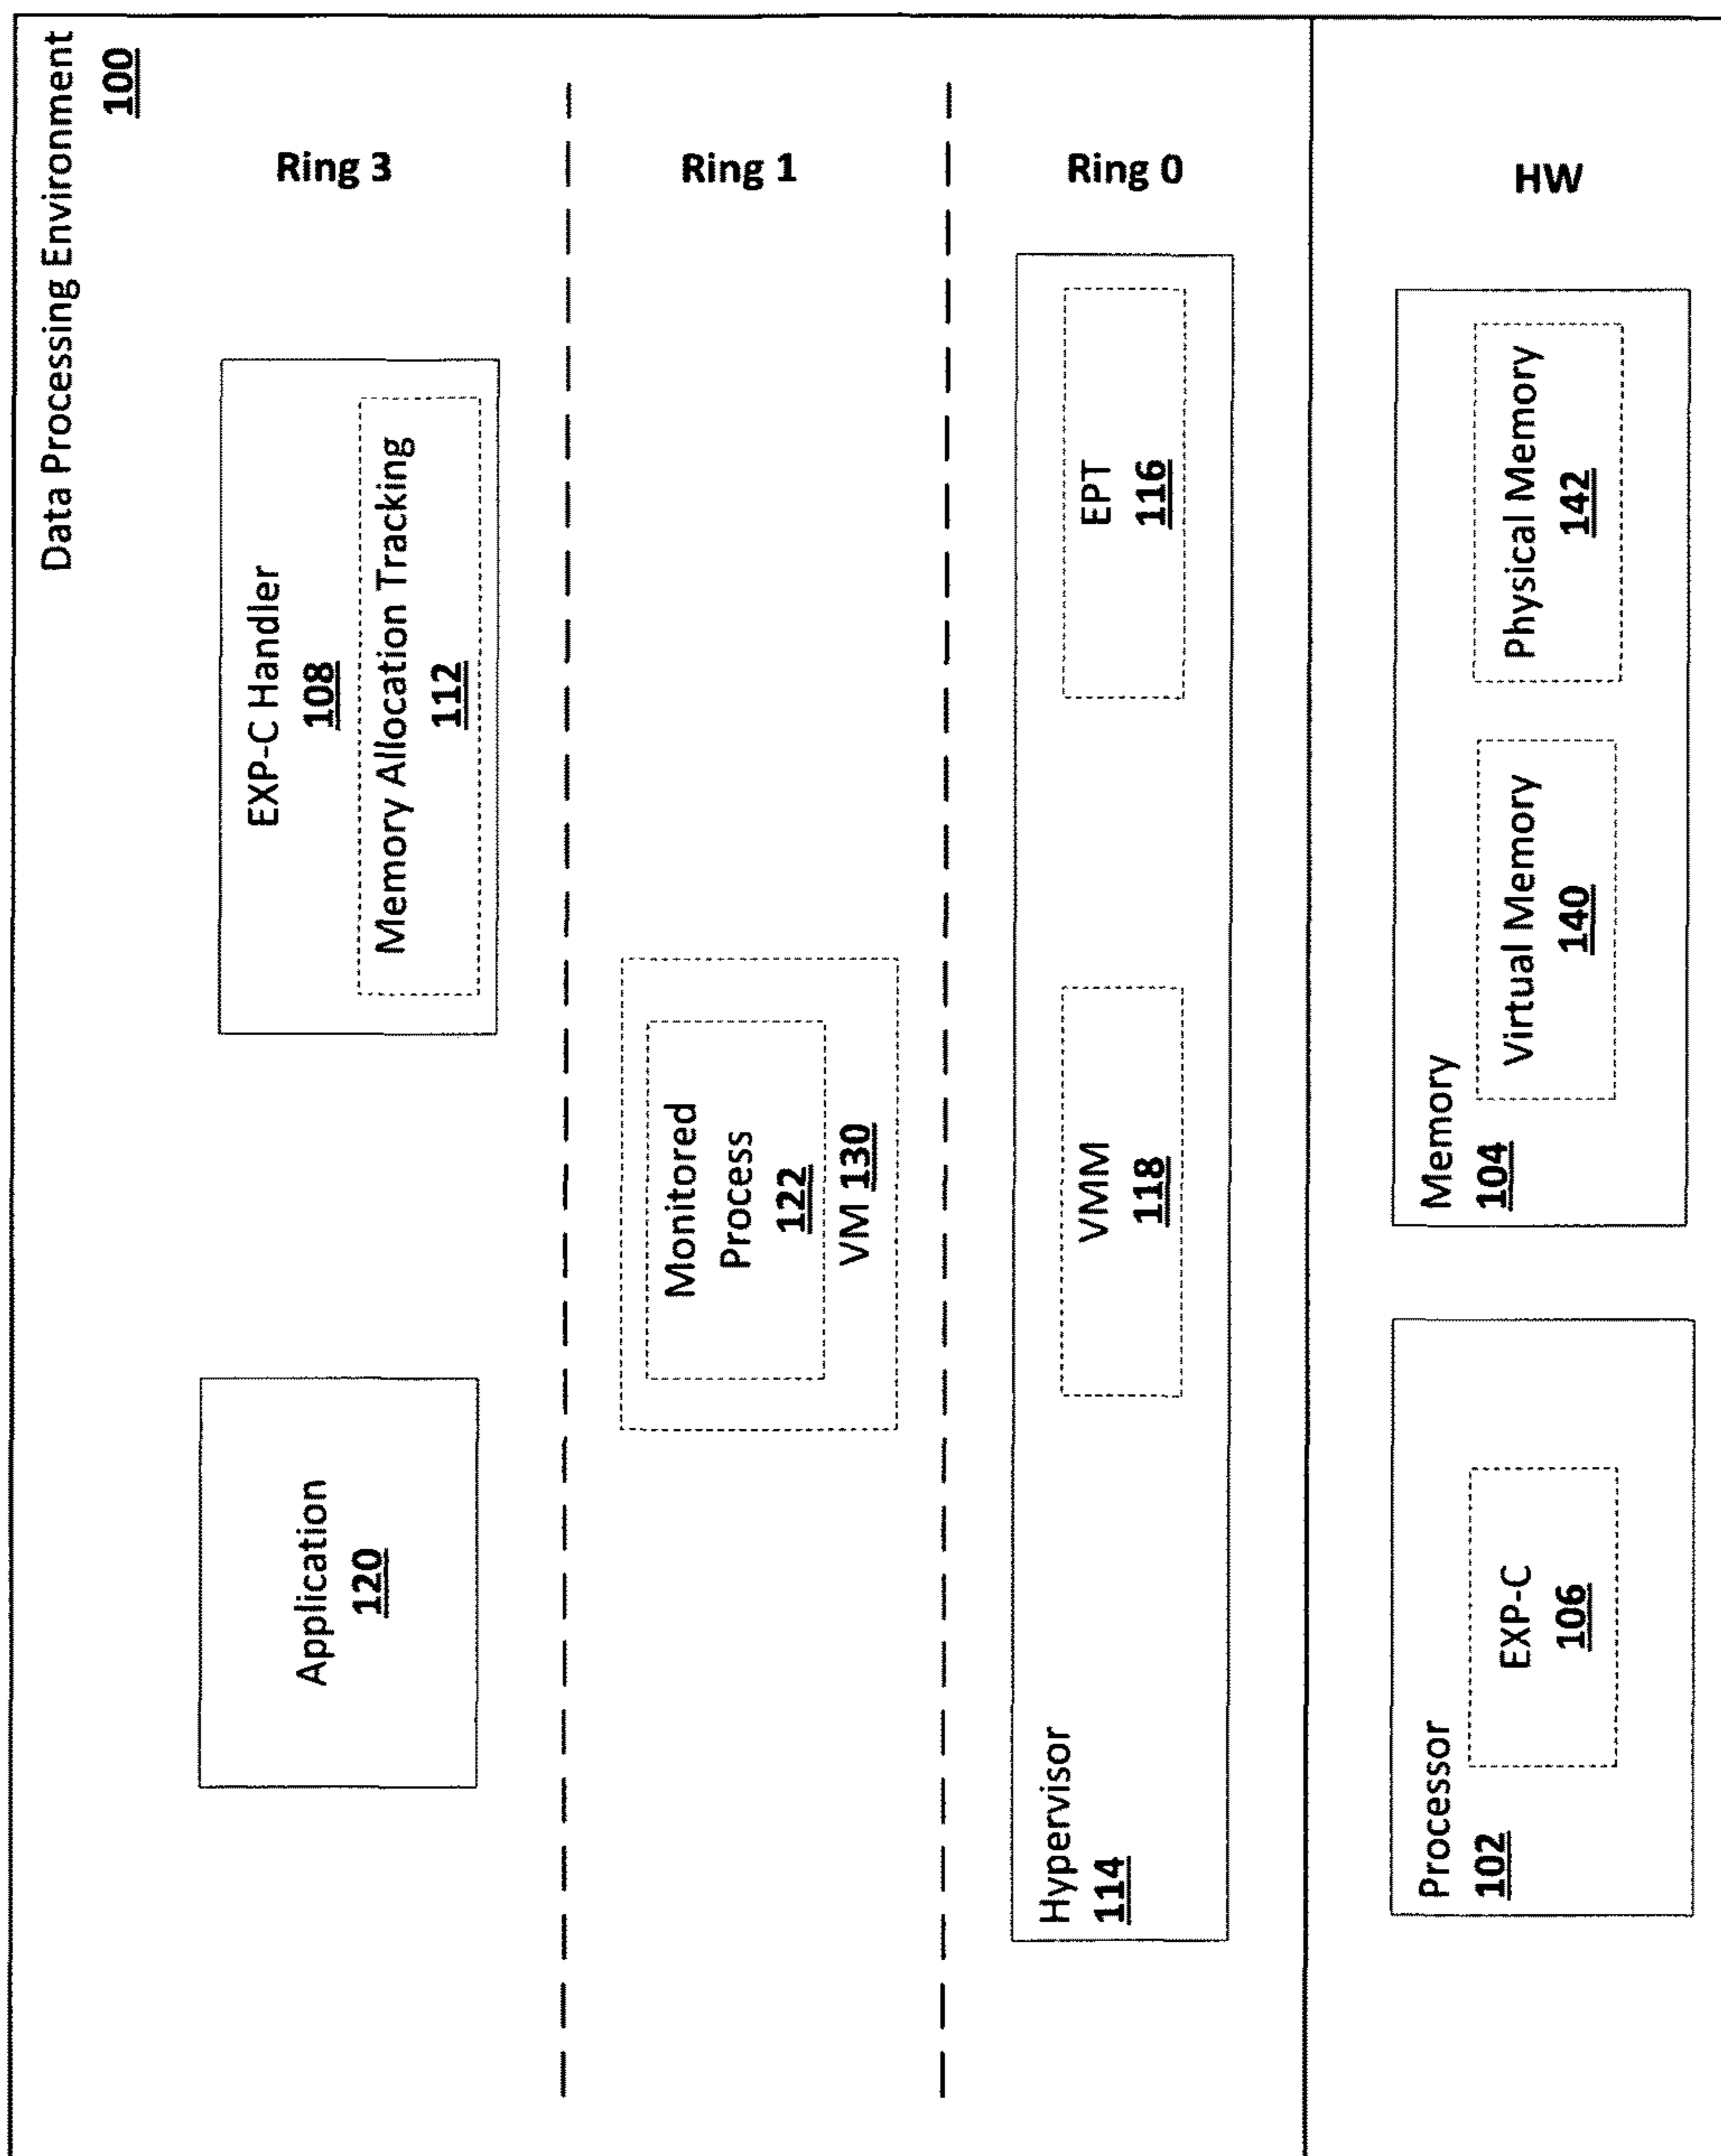 Data Processing Environment
100
Ring 3
Application
120
EXP-C Handler
108
Memory Allocation Tracking
112
Ring 1
Monitored
Process
122
VM 130
Ring 0
Hypervisor
114
VMM
118
EPT
116
HW
Processor
102
EXP-C
106
Memory
104
Virtual Memory
140
Physical Memory
142